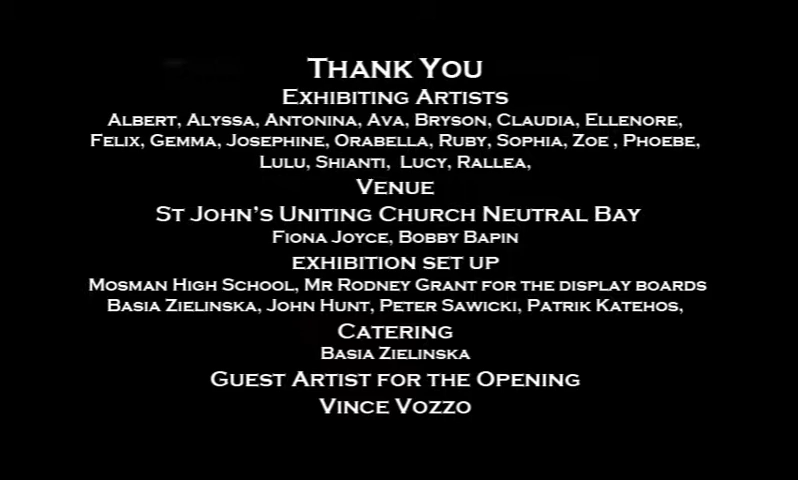 THANK YOU
EXHIBITING ARTISTS
ALBERT, ALYSSA, ANTONINA, AVA, BRYSON, CLAUDIA, ELLENORE,
FELIX, GEMMA, JOSEPHINE, ORABELLA, RUBY, SOPHIA, ZOE , PHOEBE,
LULU, SHIANTI, LUCY, RALLEA,
VENUE
ST JOHN'S UNITING CHURCH NEUTRAL BAY
FIONA JOYCE, BOBBY BAPIN
EXHIBITION SET UP
MOSMAN HIGH SCHOOL, MR RODNEY GRANT FOR THE DISPLAY BOARDS
BASIA ZIELINSKA, JOHN HUNT, PETER SAWICKI, PATRIK KATEHOS,
CATERING
BASIA ZIELINSKA
GUEST ARTIST FOR THE OPENING
VINCE VOZZO